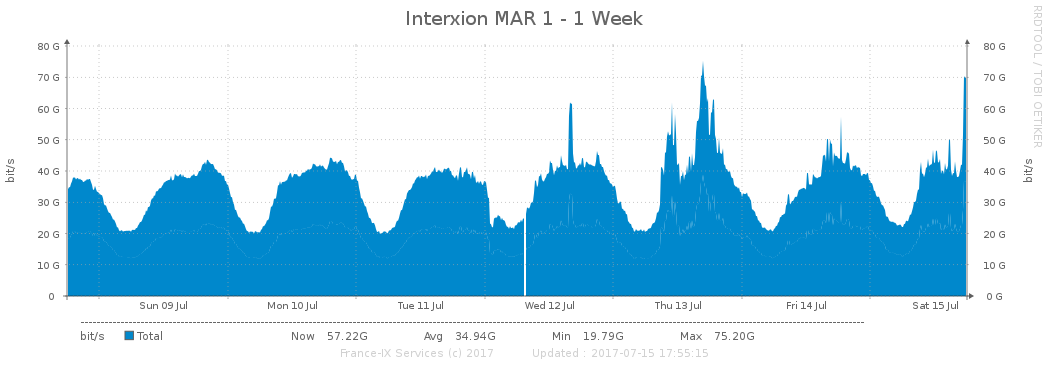 Interxion MAR 1 - 1 Week
RRDTOOL / TOBI OETIKER
80 G 80 G
70 G 70 G
60 G 60 G
50 G 50 G
40 G 40 G
30 G 30 G
20 G 20 G
10 G 10 G
0 0 G
bit/s bit/s
Sun 09 Jul Mon 10 Jul Tue 11 Jul Wed 12 Jul Thu 13 Jul Fri 14 Jul Sat 15 Jul
bit/s Total Now 57.22G Avg 34.94G Min 19.79G Max 75.20G
France-IX Services (c) 2017 Updated : 2017-07-15 17:55:15